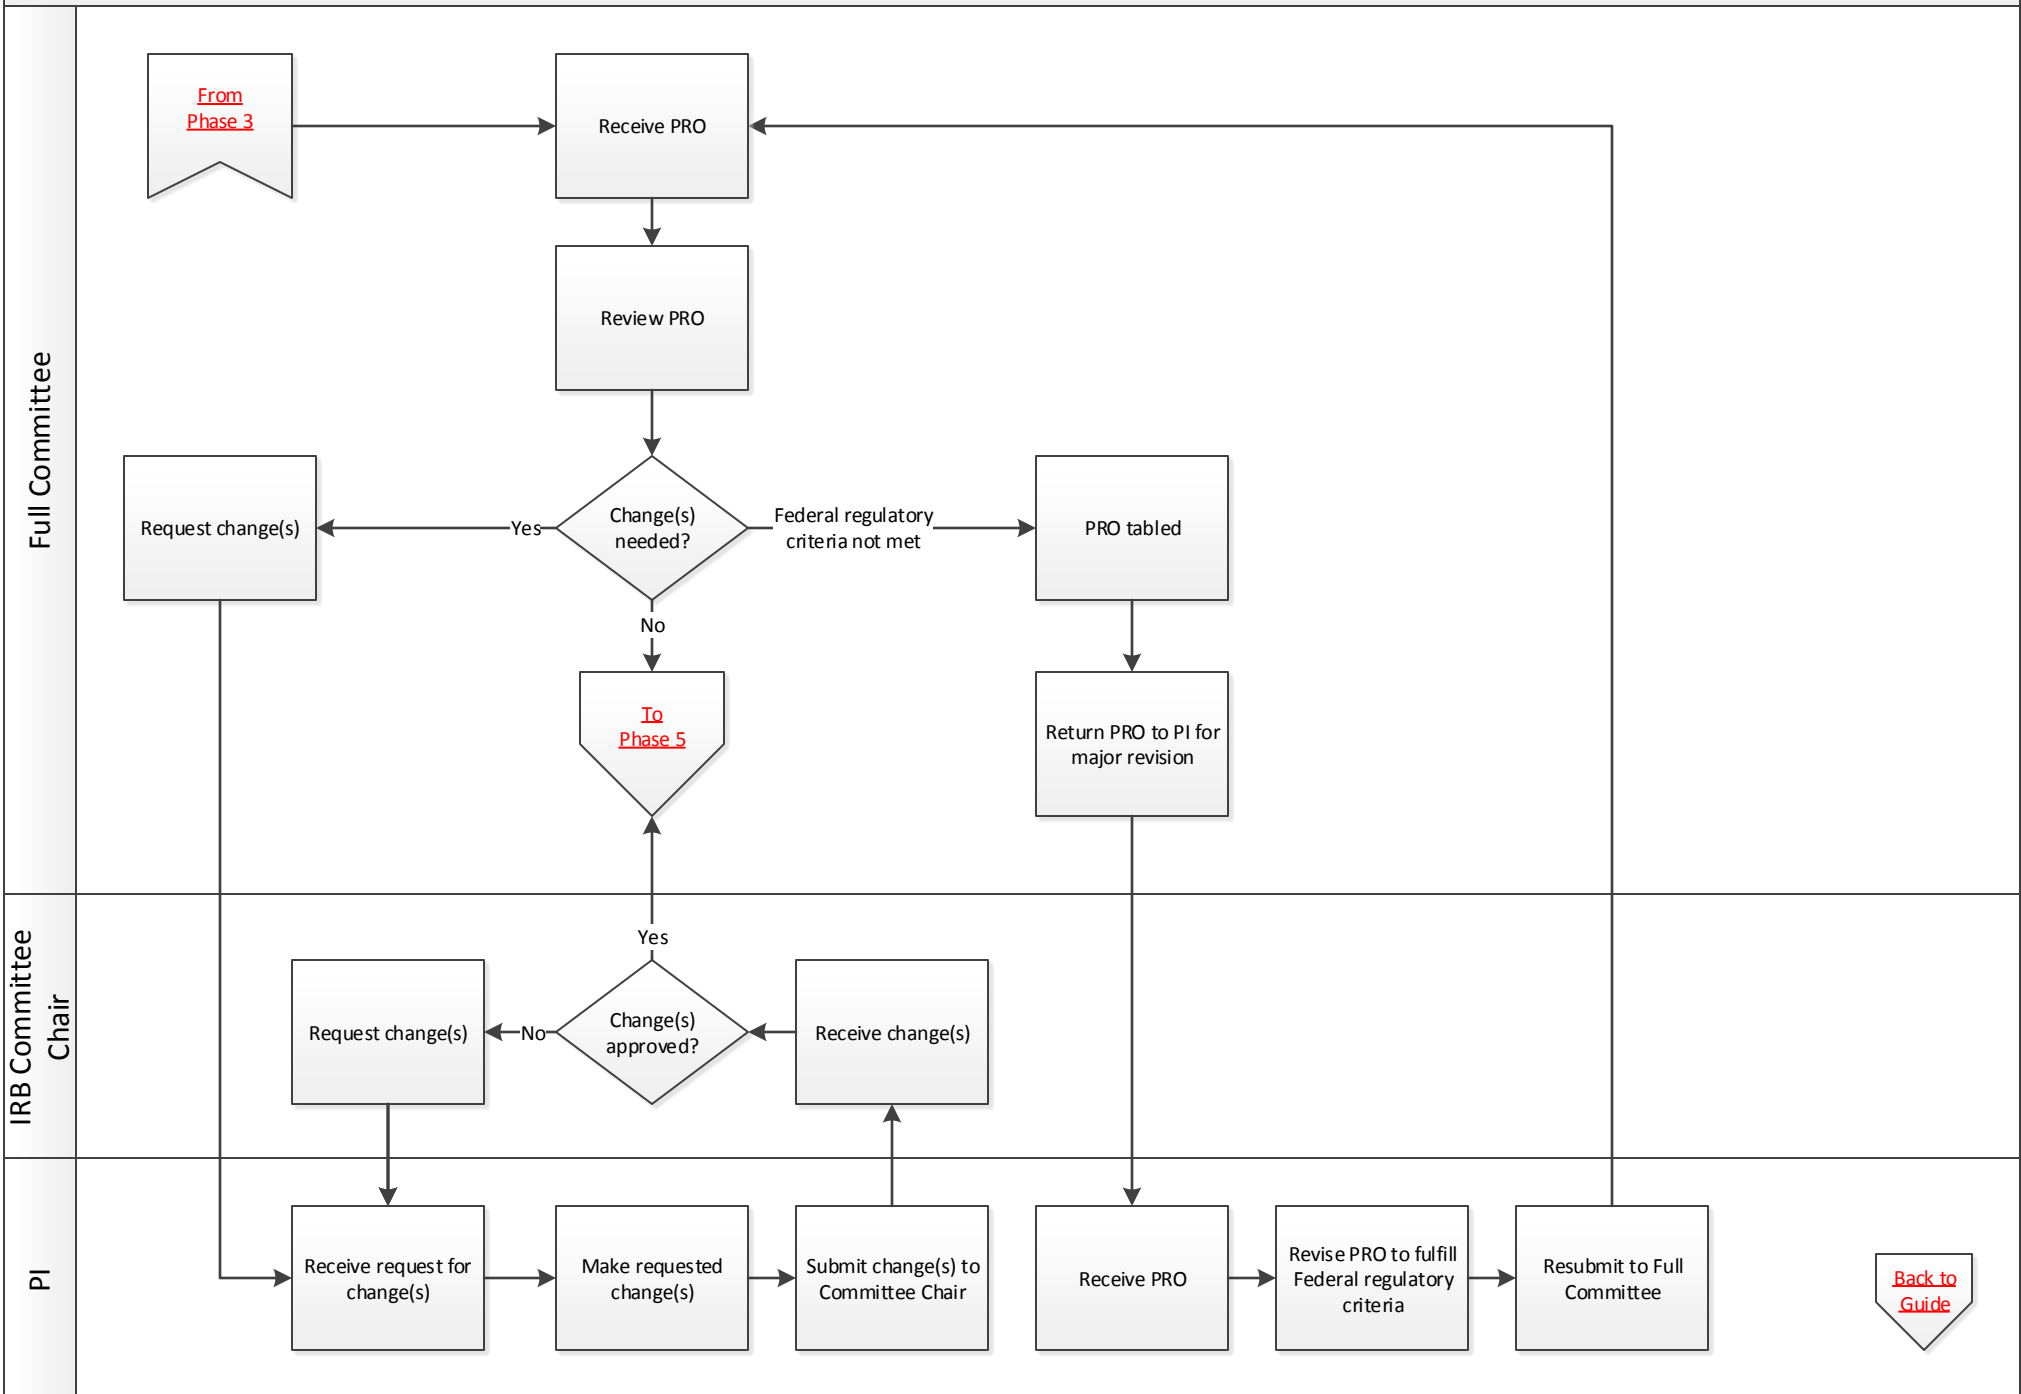 Full Committee
From
Phase 3
Receive PRO
Review PRO
Request change(s)
Yes
Change(s)
needed?
Federal regulatory
criteria not met
PRO tabled
No
To
Phase 5
Return PRO to PI for
major revision
IRB Committee
Chair
Yes
Request change(s)
No
Change(s)
approved?
Receive change(s)
PI
Receive request for
change(s)
Make requested
change(s)
Submit change(s) to
Committee Chair
Receive PRO
Revise PRO to fulfill
Federal regulatory
criteria
Resubmit to Full
Committee
Back to
Guide